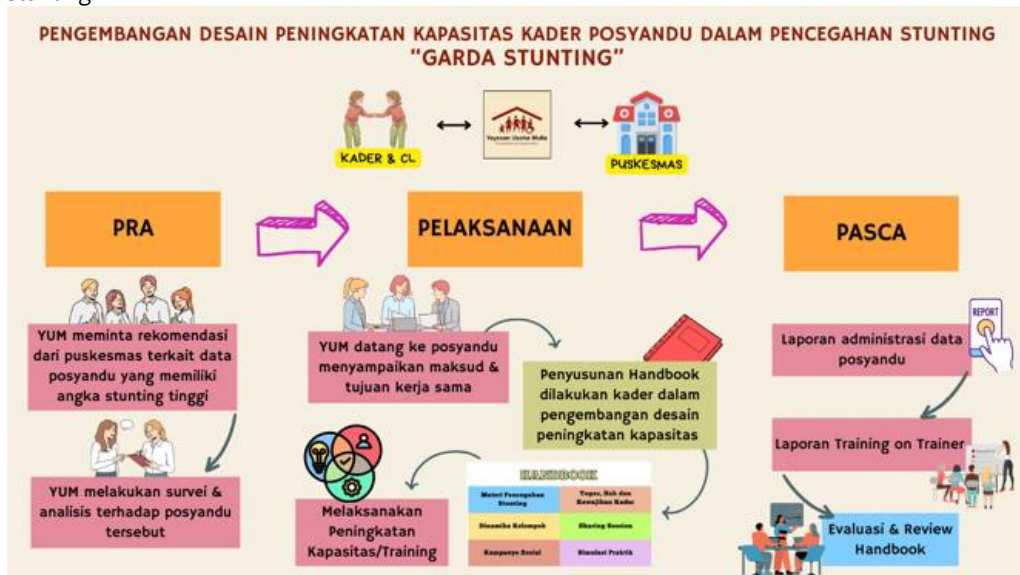 PENGEMBANGAN DESAIN PENINGKATAN KAPASITAS KADER POSYANDU DALAM PENCEGAHAN STUNTING
“GARDA STUNTING”
KADER & CL
Yayasan Usaha Mulia
PUSKESMAS
PRA
PELAKSANAAN
PASCA
YUM meminta rekomendasi
dari puskesmas terkait data
posyandu yang memiliki
angka stunting tinggi
YUM melakukan survei &
analisis terhadap posyandu
tersebut
YUM datang ke posyandu
menyampaikan maksud &
tujuan kerja sama
Penyusunan Handbook
dilakukan kader dalam
pengembangan desain
peningkatan kapasitas
HANDBOOK
Materi Pencegahan
Stunting
Tugas, Hak dan
Kewajiban Kader
Dinamika Kelompok
Sharing Session
Kampanye Sosial
Simulasi Praktik
Melaksanakan
Peningkatan
Kapasitas/Training
REPORT
Laporan administrasi data
posyandu
Laporan Training on Trainer
Evaluasi & Review
Handbook